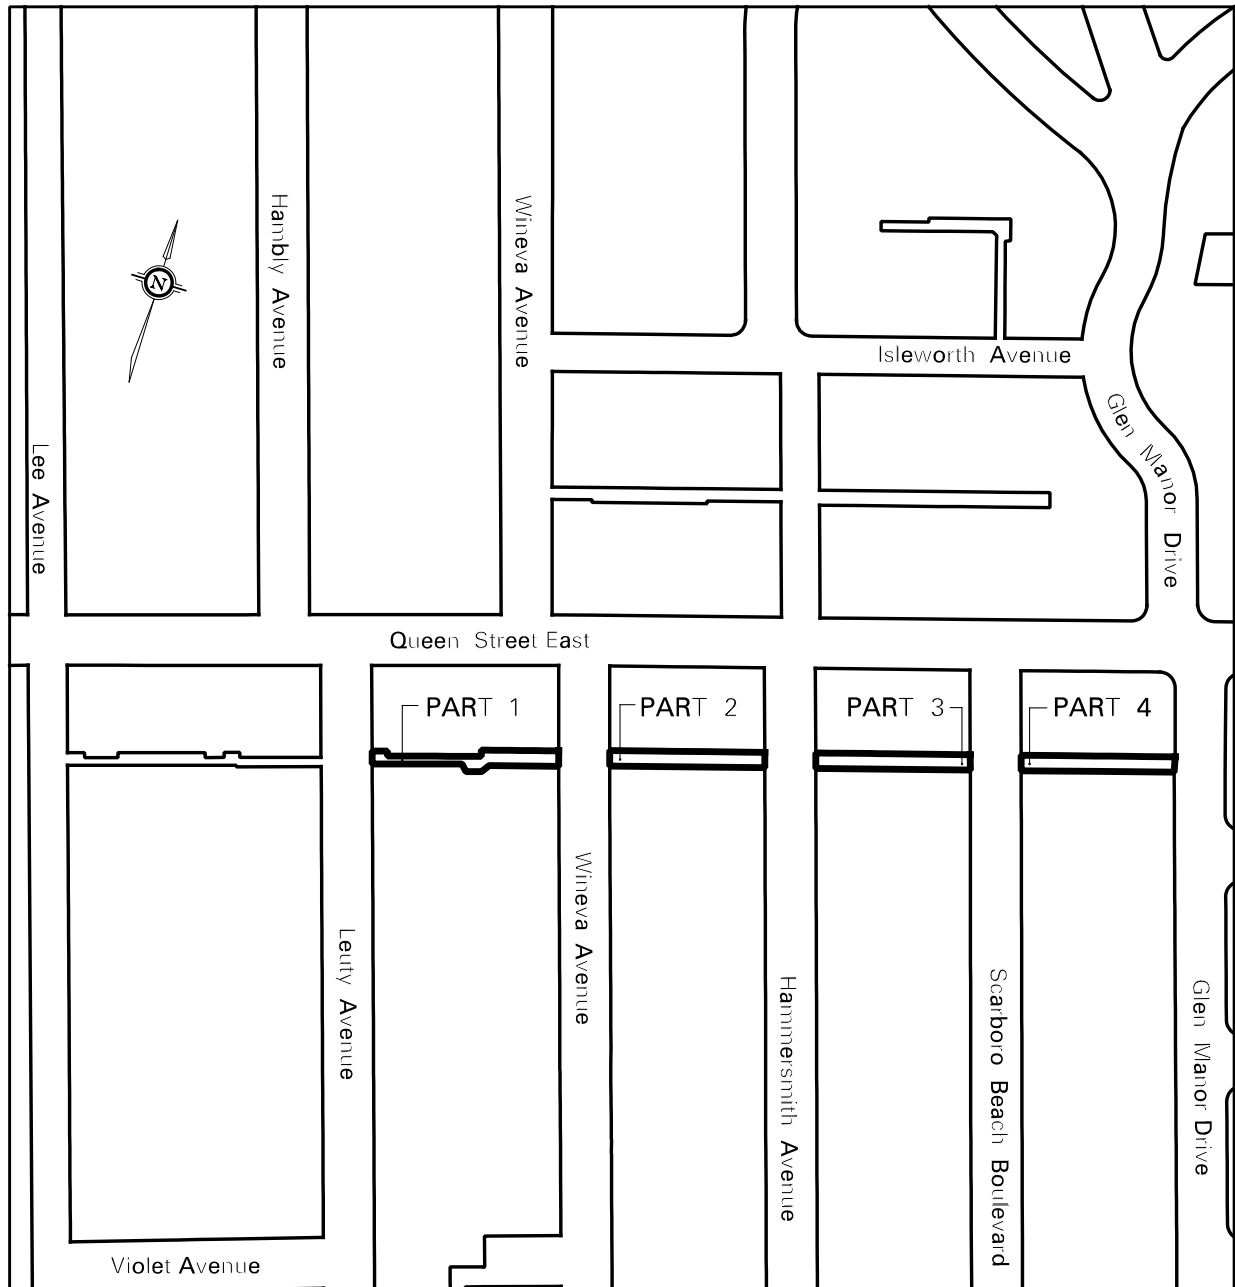 Hambly Avenue
Wineva Avenue
N
Isleworth Avenue
Glen Manor Drive
Lee Avenue
Queen Street East
PART 1
PART 2
PART 3
PART 4
Wineva Avenue
Leuty Avenue
Hammersmith Avenue
Scarboro Beach Boulevard
Glen Manor Drive
Violet Avenue